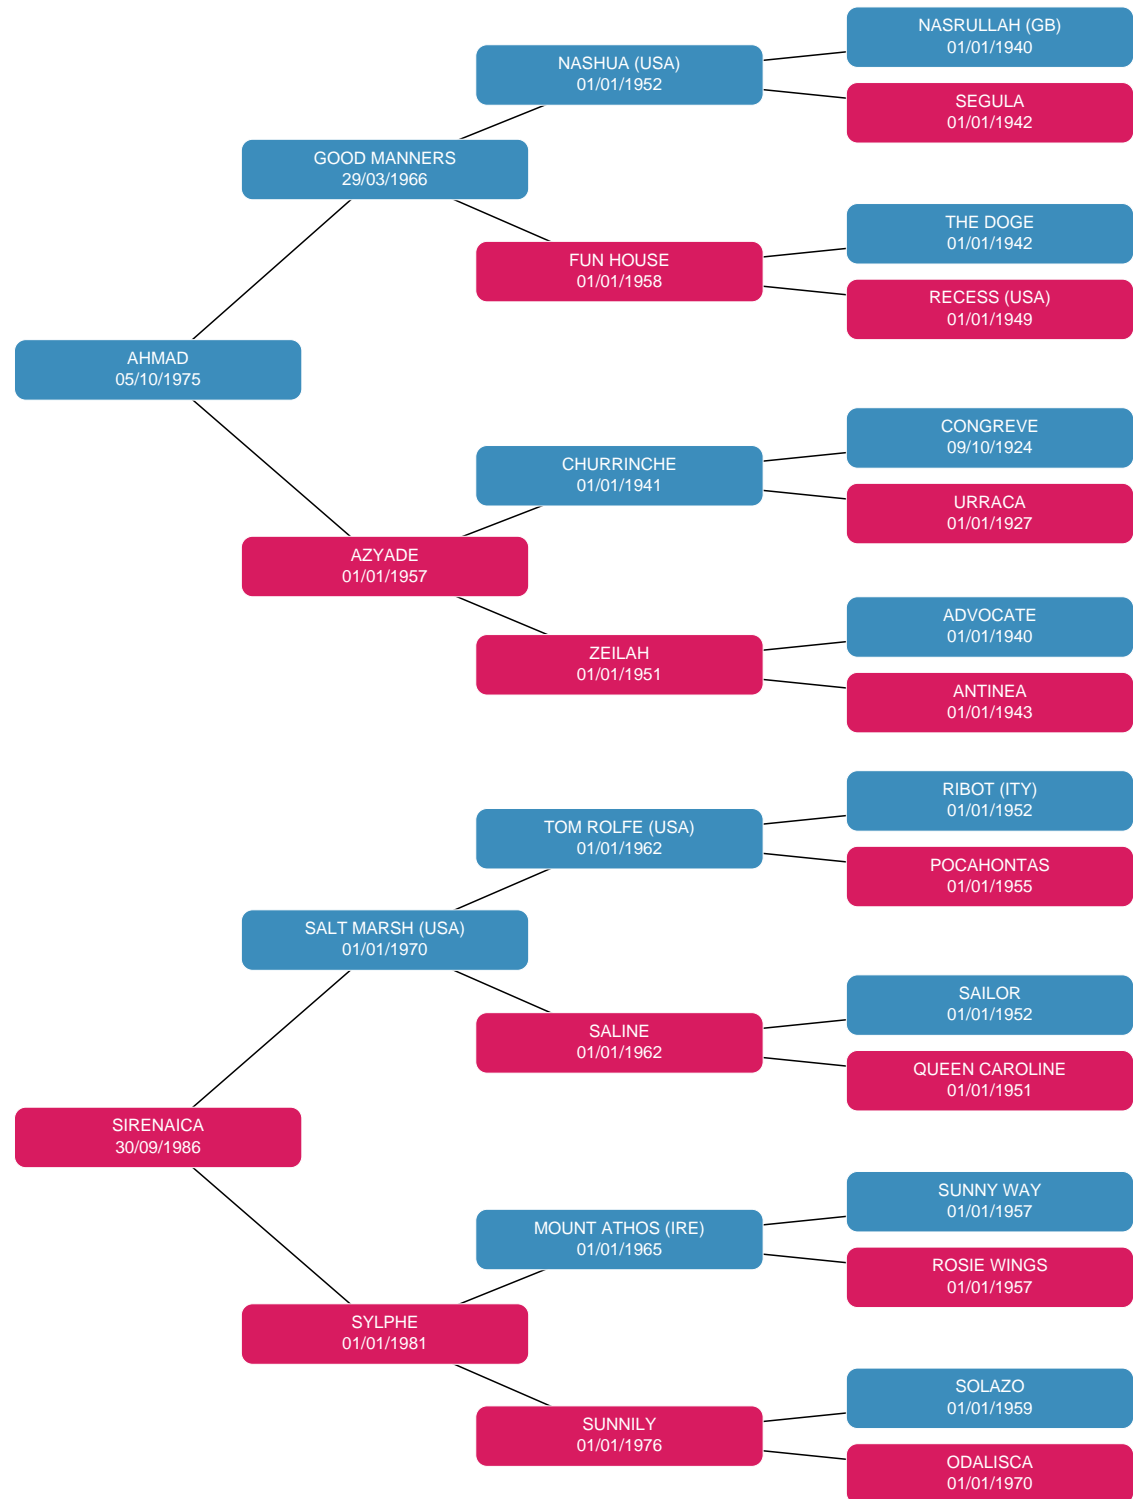 NASRULLAH (GB)
01/01/1940
NASHUA (USA)
01/01/1952
SEGULA
01/01/1942
GOOD MANNERS
29/03/1966
THE DOGE
01/01/1942
FUN HOUSE
01/01/1958
RECESS (USA)
01/01/1949
AHMAD
05/10/1975
CONGREVE
09/10/1924
CHURRINCHE
01/01/1941
URRACA
01/01/1927
AZYADE
01/01/1957
ADVOCATE
01/01/1940
ZEILAH
01/01/1951
ANTINEA
01/01/1943
RIBOT (ITY)
01/01/1952
TOM ROLFE (USA)
01/01/1962
POCAHONTAS
01/01/1955
SALT MARSH (USA)
01/01/1970
SAILOR
01/01/1952
SALINE
01/01/1962
QUEEN CAROLINE
01/01/1951
SIRENAICA
30/09/1986
SUNNY WAY
01/01/1957
MOUNT ATHOS (IRE)
01/01/1965
ROSIE WINGS
01/01/1957
SYLPHE
01/01/1981
SOLAZO
01/01/1959
SUNNILY
01/01/1976
ODALISCA
01/01/1970